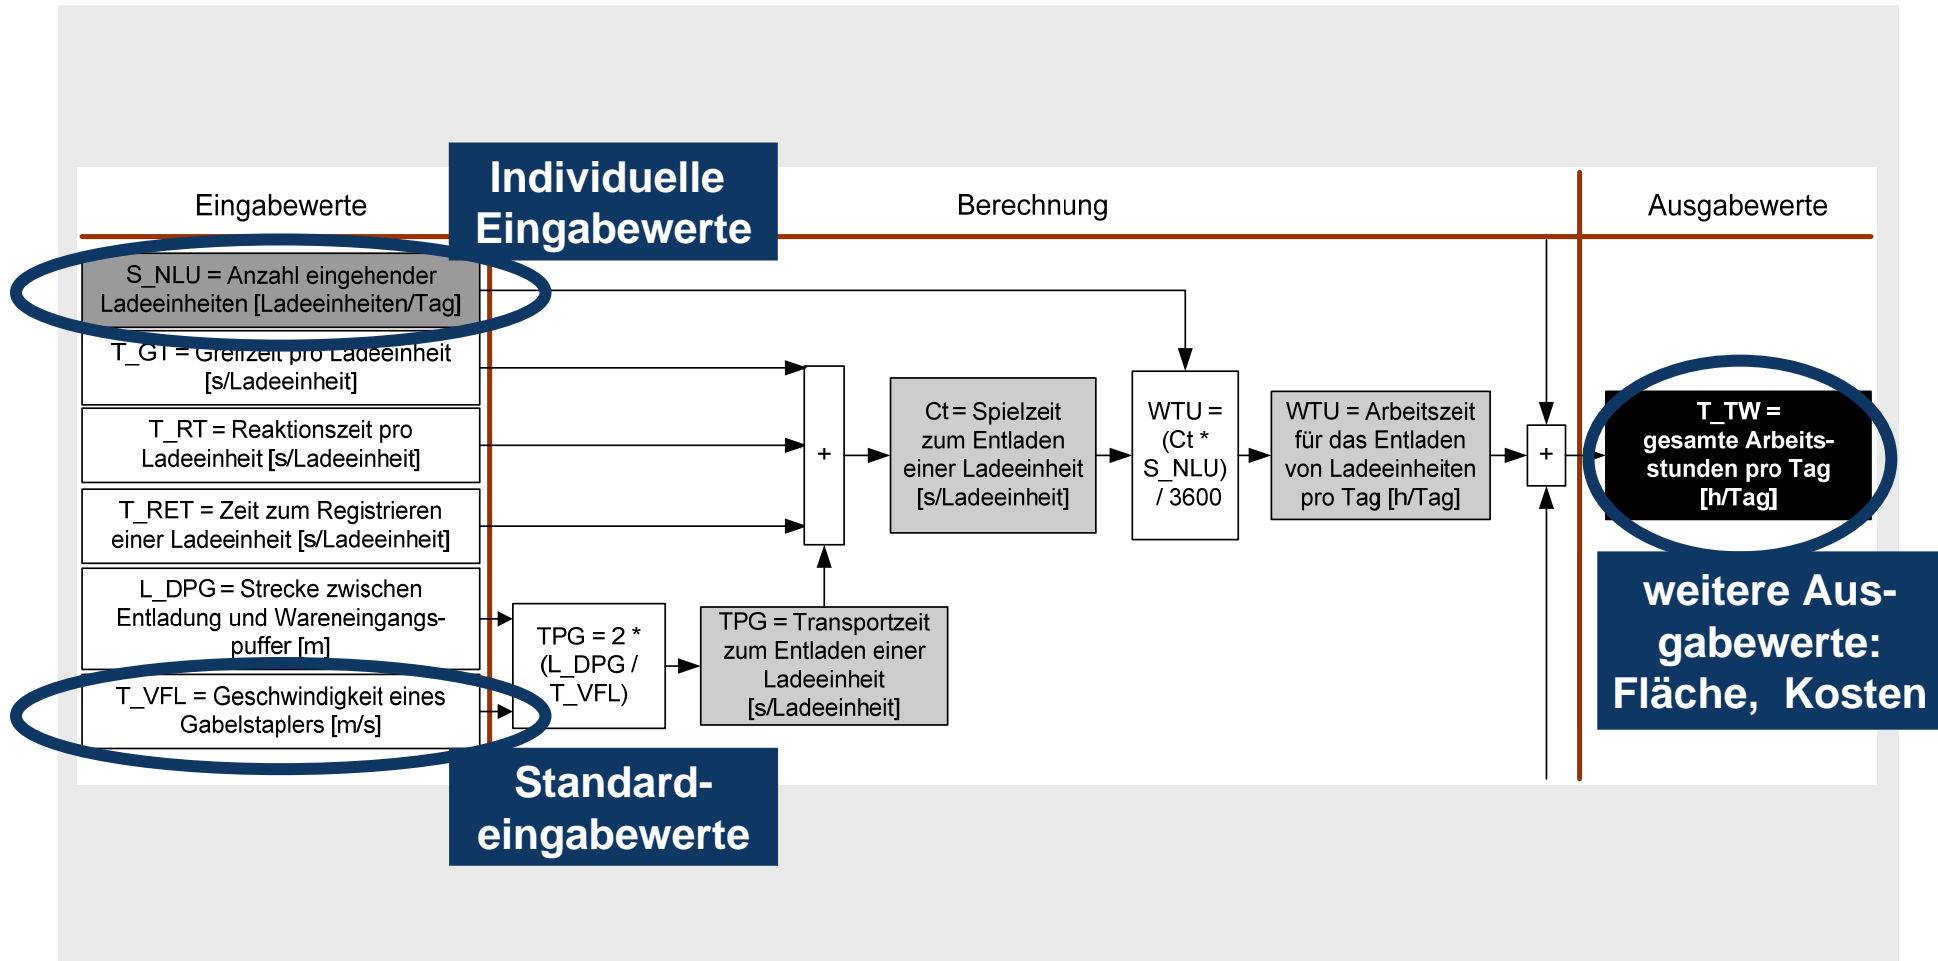 Individuelle
Eingabewerte
Eingabewerte
Berechnung
Ausgabewerte
S_NLU = Anzahl eingehender
Ladeeinheiten [Ladeeinheiten/Tag]
T_GT = Greifzeit pro Ladeeinheit
[s/Ladeeinheit]
T_RT = Reaktionszeit pro
Ladeeinheit [s/Ladeeinheit]
T_RET = Zeit zum Registrieren
einer Ladeeinheit [s/Ladeeinheit]
L_DPG = Strecke zwischen
Entladung und Wareneingangs-
puffer [m]
T_VFL = Geschwindigkeit eines
Gabelstaplers [m/s]
TPG = 2 *
(L_DPG /
T_VFL)
TPG = Transportzeit
zum Entladen einer
Ladeeinheit
[s/Ladeeinheit]
+
Ct = Spielzeit
zum Entladen
einer Ladeeinheit
[s/Ladeeinheit]
WTU =
(Ct *
S_NLU)
/ 3600
WTU = Arbeitszeit
für das Entladen
von Ladeeinheiten
pro Tag [h/Tag]
+
T_TW =
gesamte Arbeits-
stunden pro Tag
[h/Tag]
weitere Aus-
gabewerte:
Fläche, Kosten
Standard-
eingabewerte